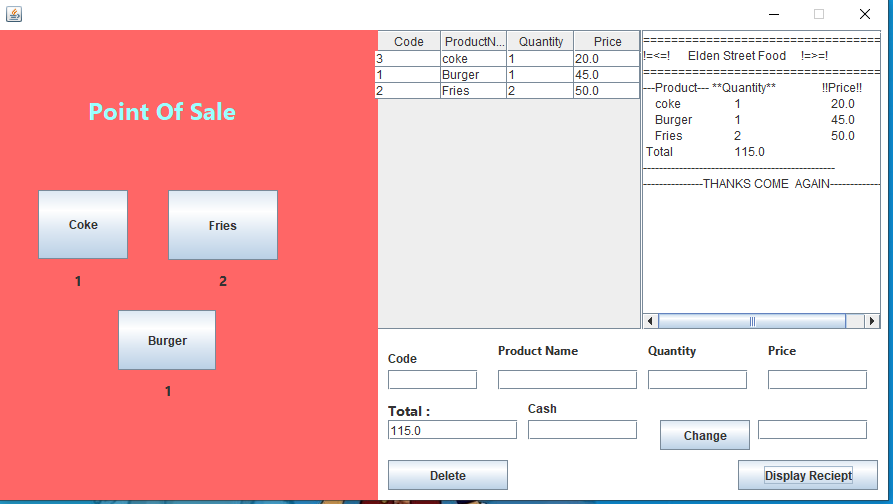 Point Of Sale
Coke
Fries
1
2
Burger
1
Code ProductN... Quantity Price
3 coke 1 20.0
1 Burger 1 45.0
2 Fries 2 50.0
==================================
!=<=! Elden Street Food !=>=!
==================================
---Product--- **Quantity** !!Price!!
coke 1 20.0
Burger 1 45.0
Fries 2 50.0
Total 115.0
------------------------------------------------
---------------THANKS COME AGAIN-------------
Code Product Name Quantity Price
Total : Cash
115.0
Change
Delete
Display Reciept